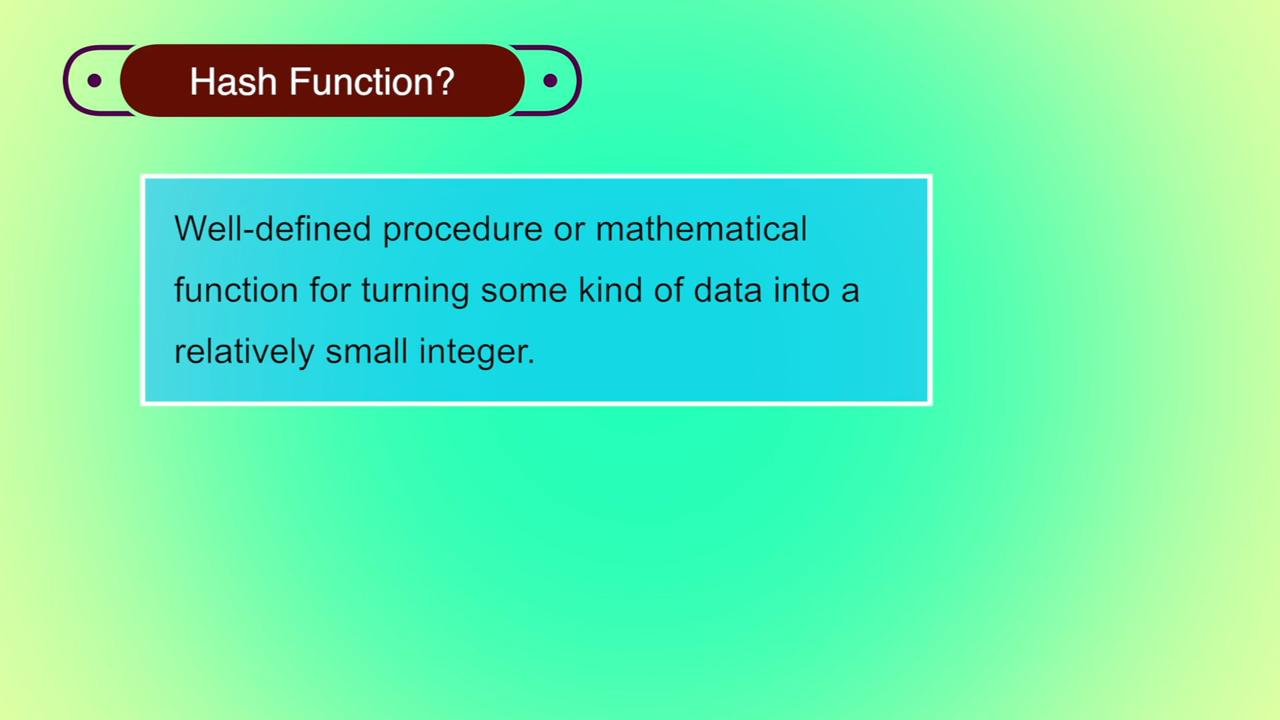 Hash Function?
Well-defined procedure or mathematical
function for turning some kind of data into a
relatively small integer.